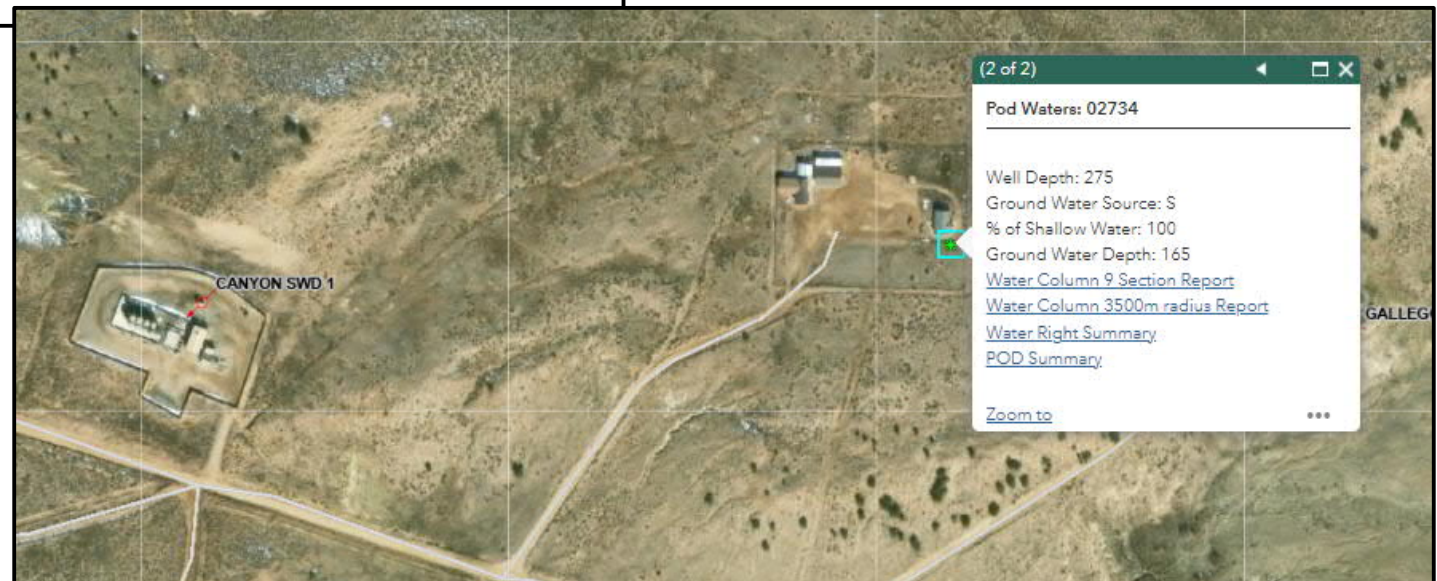 CANYON SWD 1
(2 of 2)
Pod Waters: 02734
Well Depth: 275
Ground Water Source: S
% of Shallow Water: 100
Ground Water Depth: 165
Water Column 9 Section Report
Water Column 3500m radius Report
Water Right Summary
POD Summary
Zoom to
GALLEG